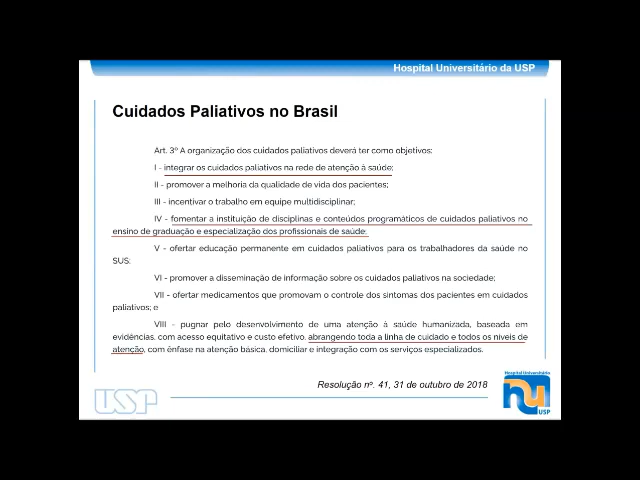 Hospital Universitário da USP
Cuidados Paliativos no Brasil
Art. 3º A organização dos cuidados paliativos deverá ter como objetivos:
I - integrar os cuidados paliativos na rede de atenção à saúde;
II - promover a melhoria da qualidade de vida dos pacientes;
III - incentivar o trabalho em equipe multidisciplinar;
IV - fomentar a instituição de disciplinas e conteúdos programáticos de cuidados paliativos no
ensino de graduação e especialização dos profissionais de saúde;
V - ofertar educação permanente em cuidados paliativos para os trabalhadores da saúde no
SUS;
VI - promover a disseminação de informação sobre os cuidados paliativos na sociedade;
VII - ofertar medicamentos que promovam o controle dos sintomas dos pacientes em cuidados
paliativos; e
VIII - pugnar pelo desenvolvimento de uma atenção à saúde humanizada, baseada em
evidências, com acesso equitativo e custo efetivo, abrangendo toda a linha de cuidado e todos os níveis de
atenção, com ênfase na atenção básica, domiciliar e integração com os serviços especializados.
Resolução nº. 41, 31 de outubro de 2018
Hospital Universitário
hu
USP
USP